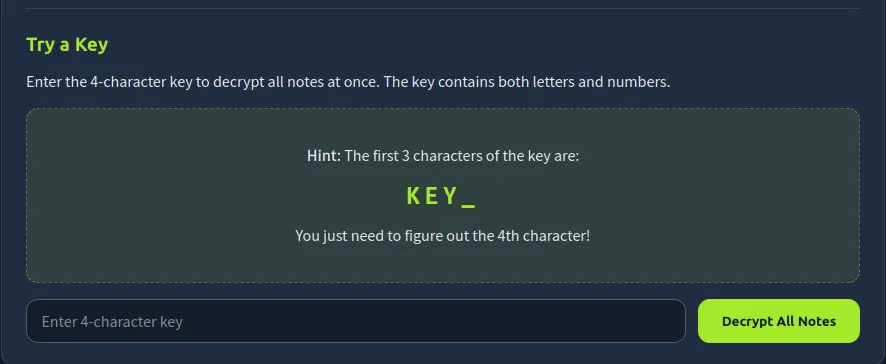 Try a Key
Enter the 4-character key to decrypt all notes at once. The key contains both letters and numbers.
Hint: The first 3 characters of the key are:
KEY_
You just need to figure out the 4th character!
Enter 4-character key
Decrypt All Notes